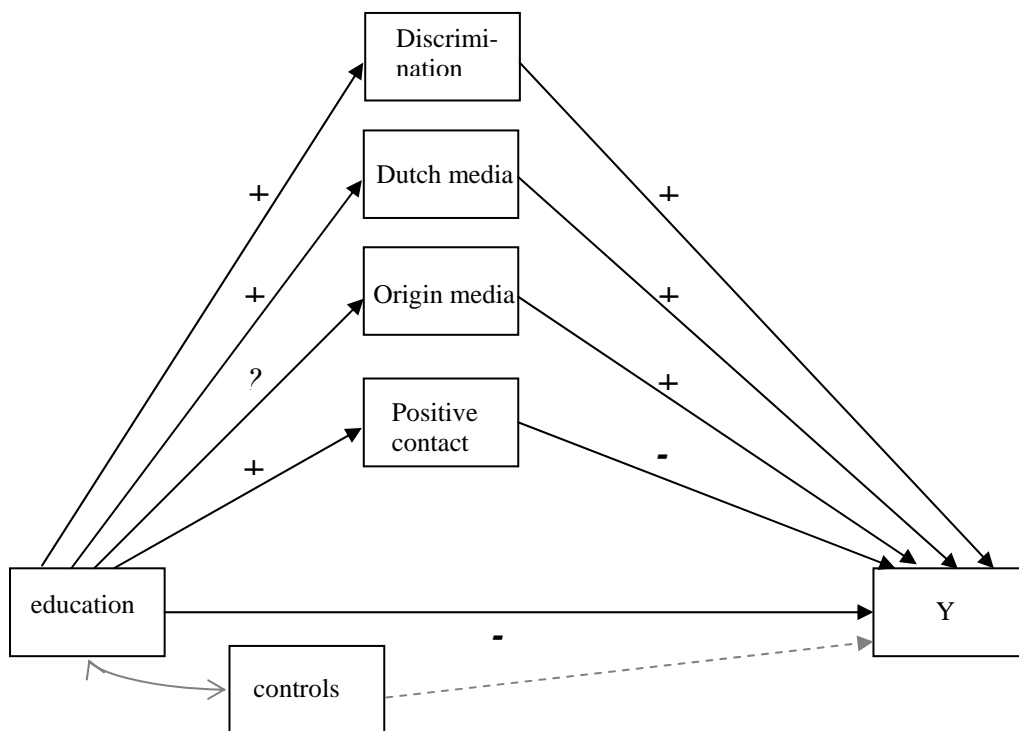 Discrimi-
nation
Dutch media
+
+
Origin media
+
+
?
+
Positive
contact
-
+
education
Y
-
controls